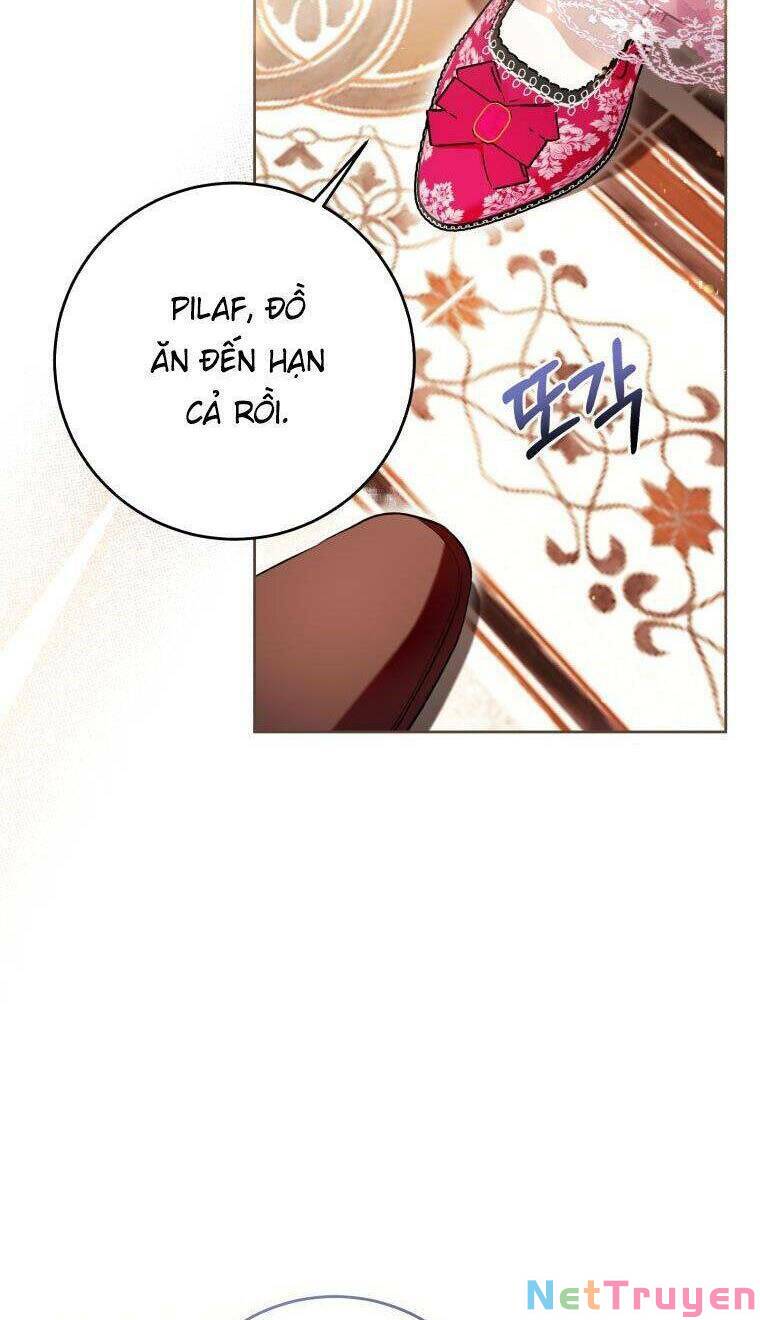 PILAF, ĐỒ
ĂN ĐẾN HẠN
CẢ RỒI.
또각
NetTruyen